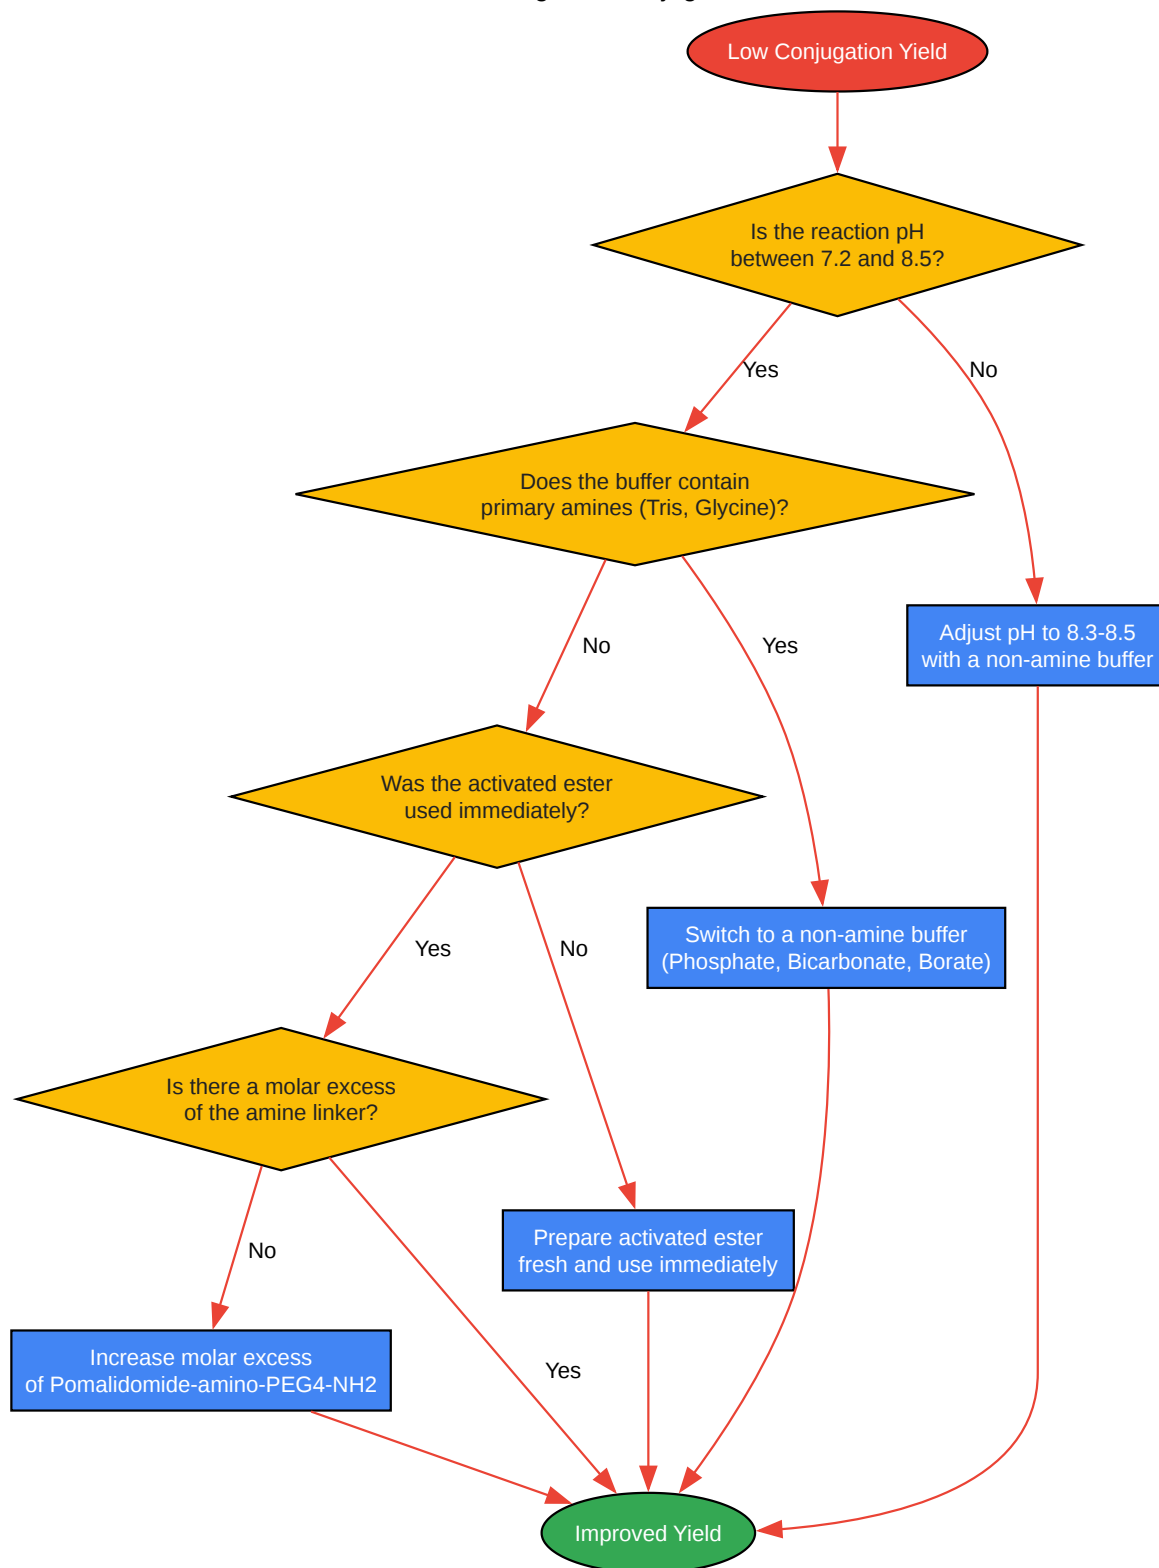 Low Conjugation Yield
Is the reaction pH
between 7.2 and 8.5?
Yes
No
Does the buffer contain
primary amines (Tris, Glycine)?
Adjust pH to 8.3-8.5
with a non-amine buffer
No
Yes
Was the activated ester
used immediately?
Switch to a non-amine buffer
(Phosphate, Bicarbonate, Borate)
Yes
No
Is there a molar excess
of the amine linker?
Prepare activated ester
fresh and use immediately
No
Increase molar excess
of Pomalidomide-amino-PEG4-NH2
Yes
Improved Yield